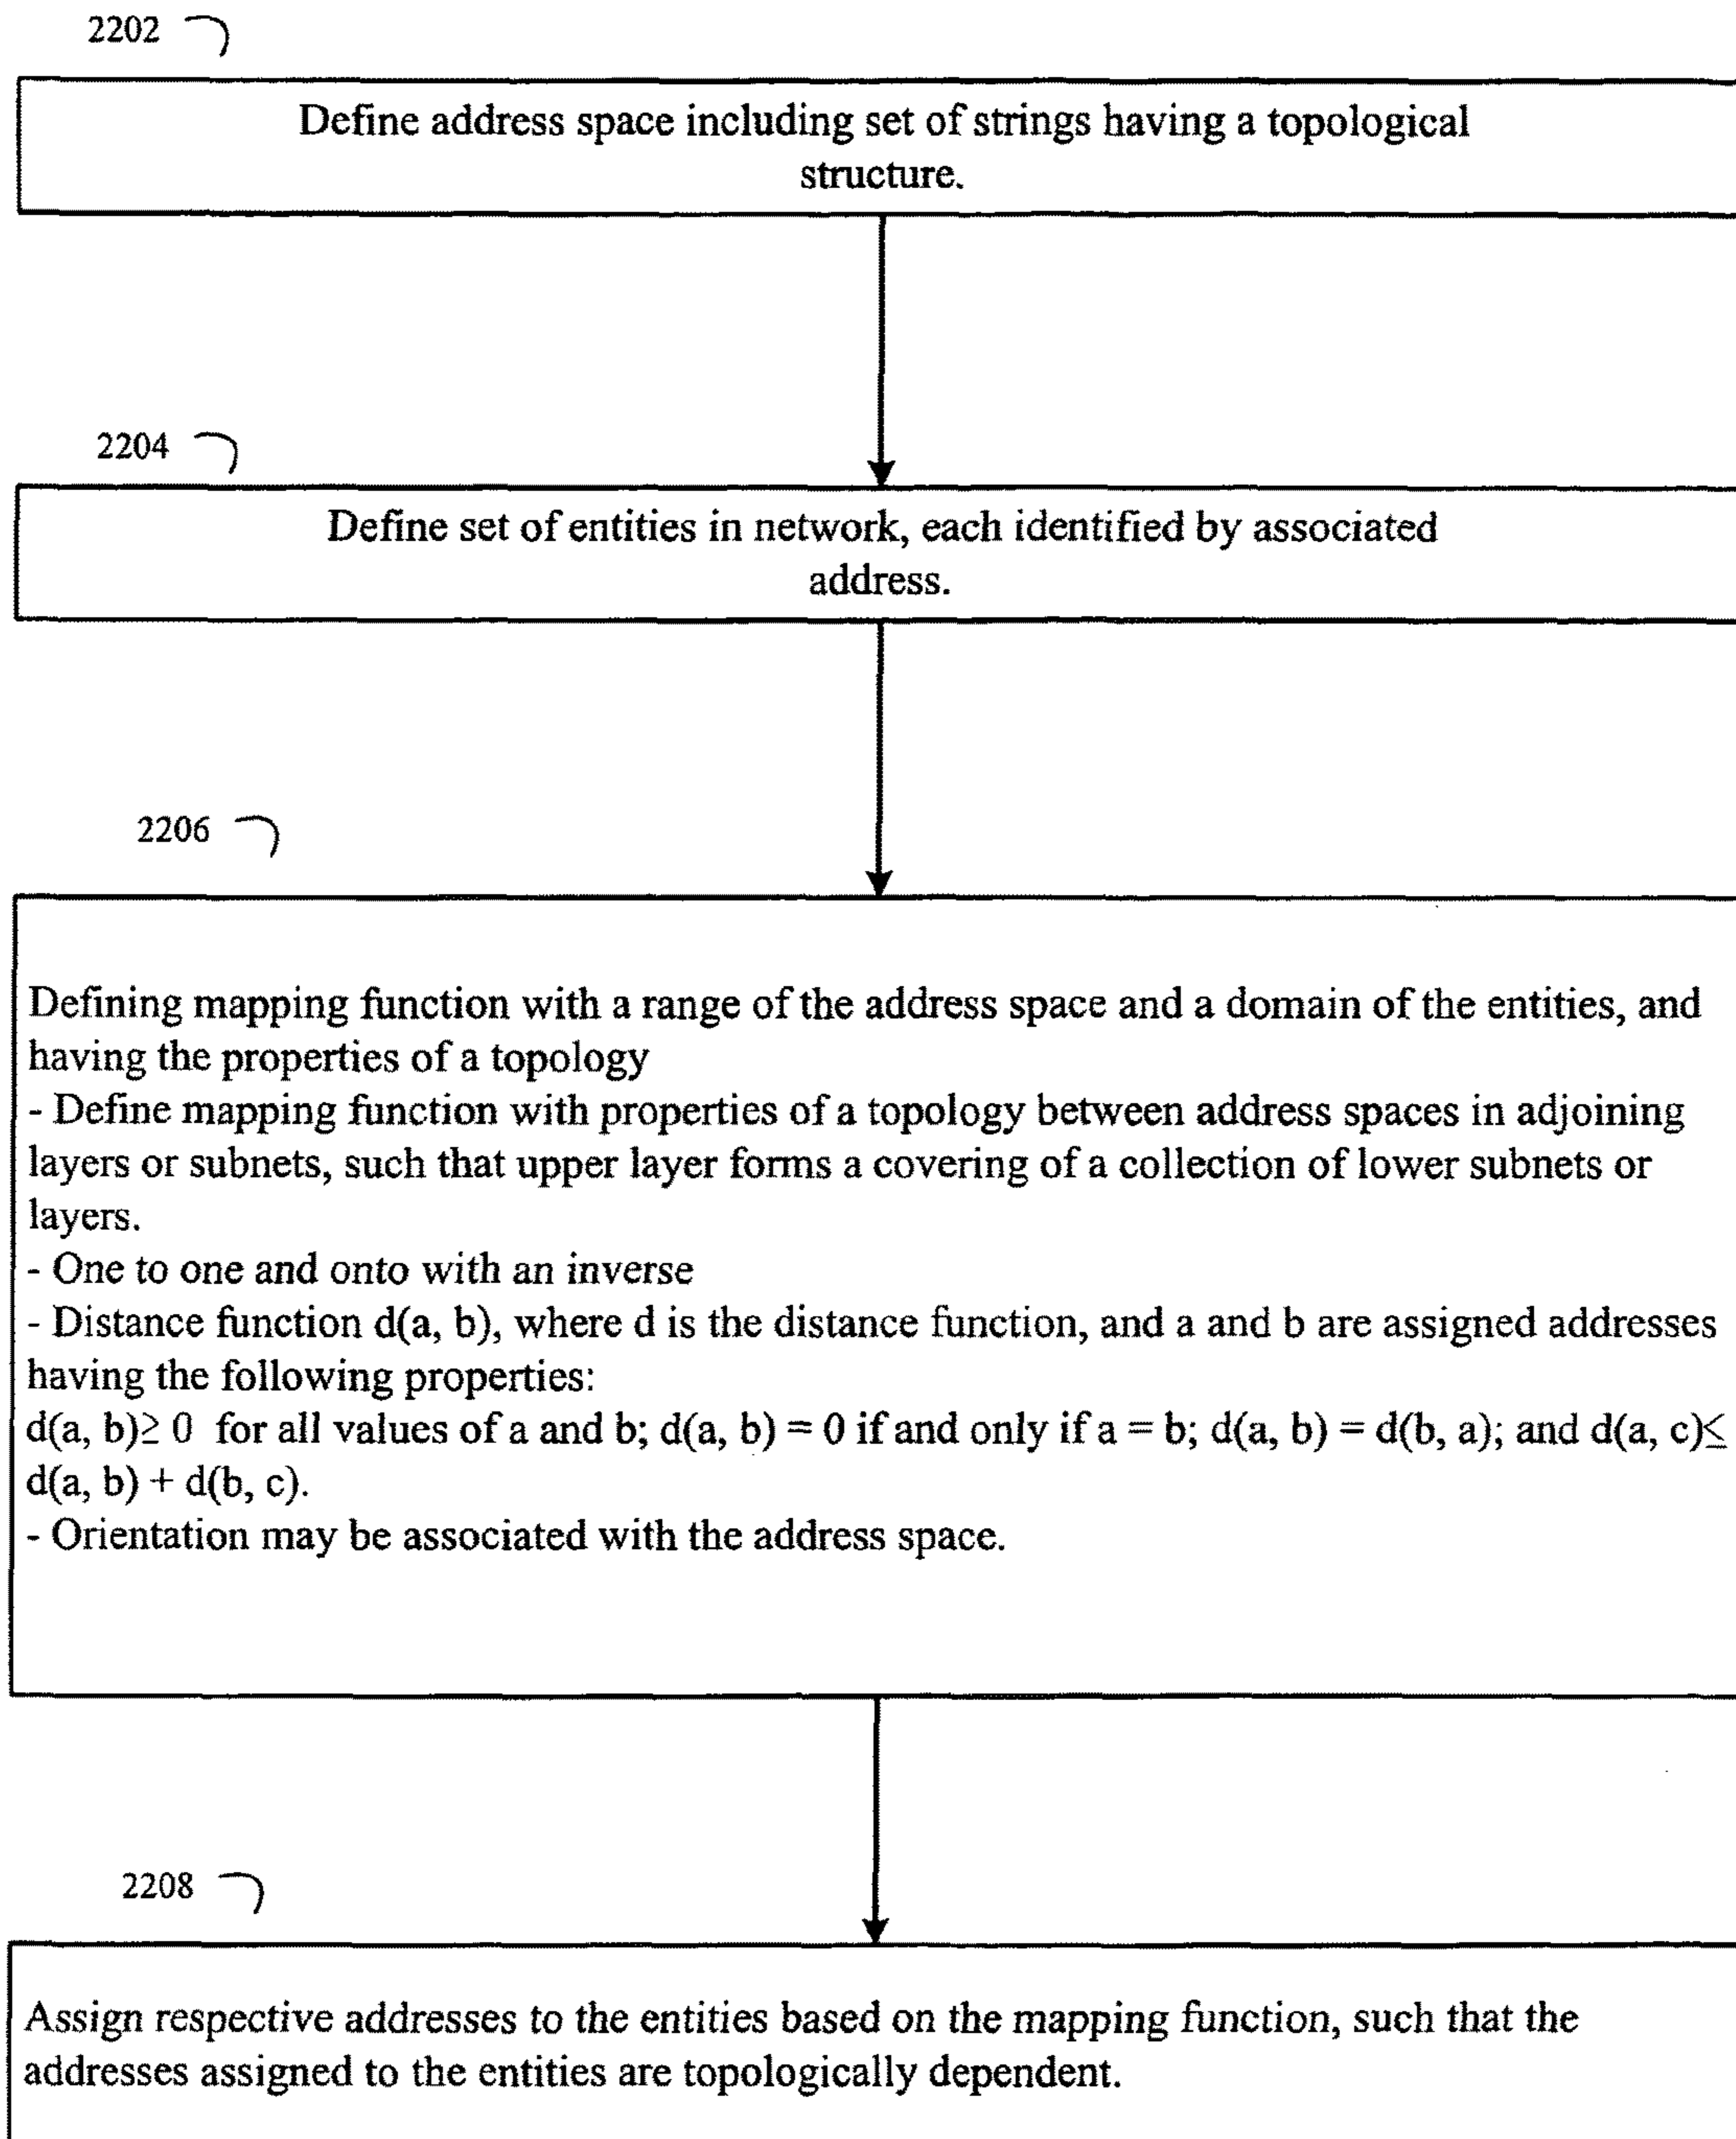 2202
Define address space including set of strings having a topological
structure.
2204
Define set of entities in network, each identified by associated
address.
2206
Defining mapping function with a range of the address space and a domain of the entities, and
having the properties of a topology
- Define mapping function with properties of a topology between address spaces in adjoining
layers or subnets, such that upper layer forms a covering of a collection of lower subnets or
layers.
- One to one and onto with an inverse
- Distance function d(a, b), where d is the distance function, and a and b are assigned addresses
having the following properties:
d(a, b)≥ 0 for all values of a and b; d(a, b) = 0 if and only if a = b; d(a, b) = d(b, a); and d(a, c)≤
d(a, b) + d(b, c).
- Orientation may be associated with the address space.
2208
Assign respective addresses to the entities based on the mapping function, such that the
addresses assigned to the entities are topologically dependent.